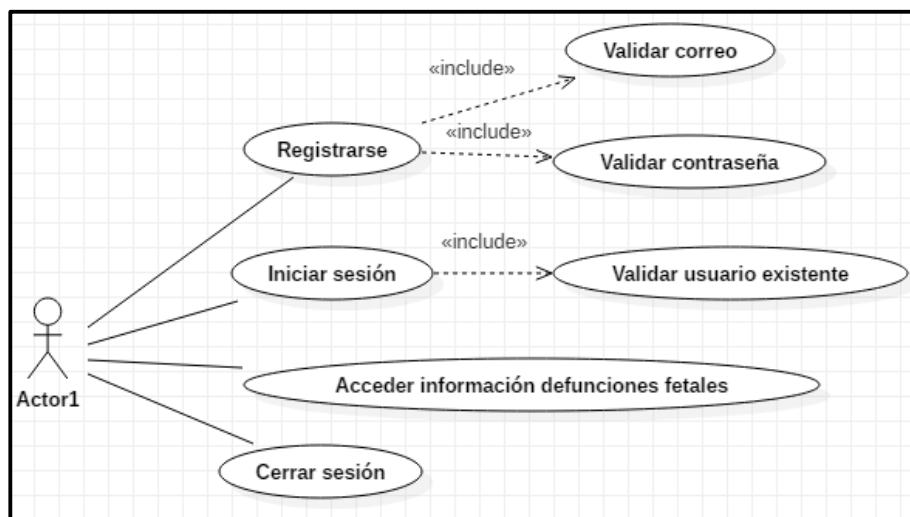 Validar correo
«include»
«include»
Registrarse
Validar contraseña
«include»
Iniciar sesión
Validar usuario existente
Actor1
Acceder información defunciones fetales
Cerrar sesión